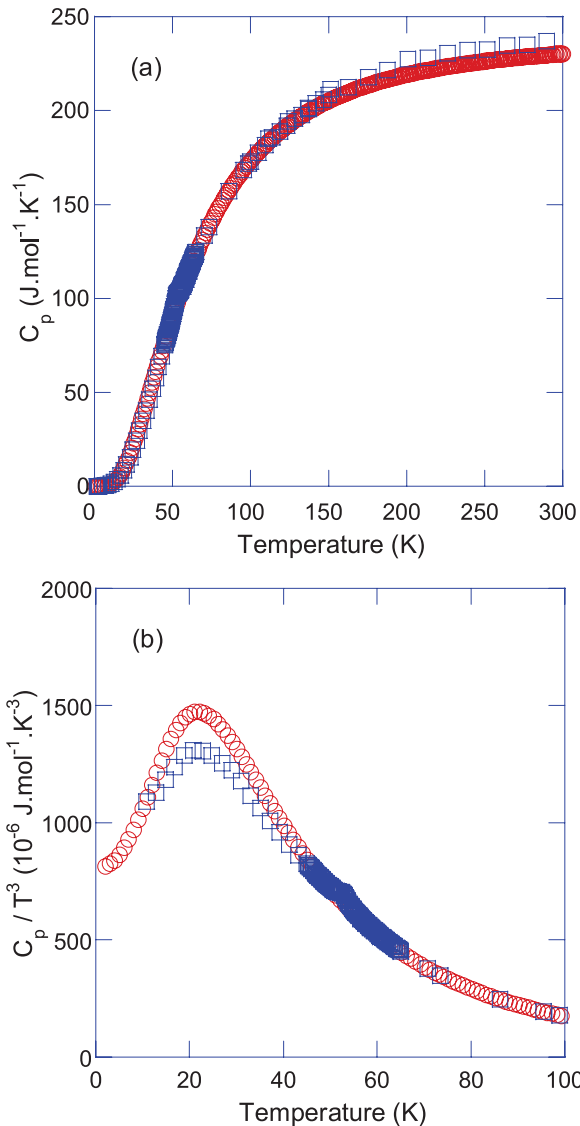 250
(a)
200
150
100
50
0
C_p (J.mol⁻¹.K⁻¹)
0 50 100 150 200 250 300
Temperature (K)
2000
(b)
1500
1000
500
0
C_p / T³ (10⁻⁶ J.mol⁻¹.K⁻³)
0 20 40 60 80 100
Temperature (K)